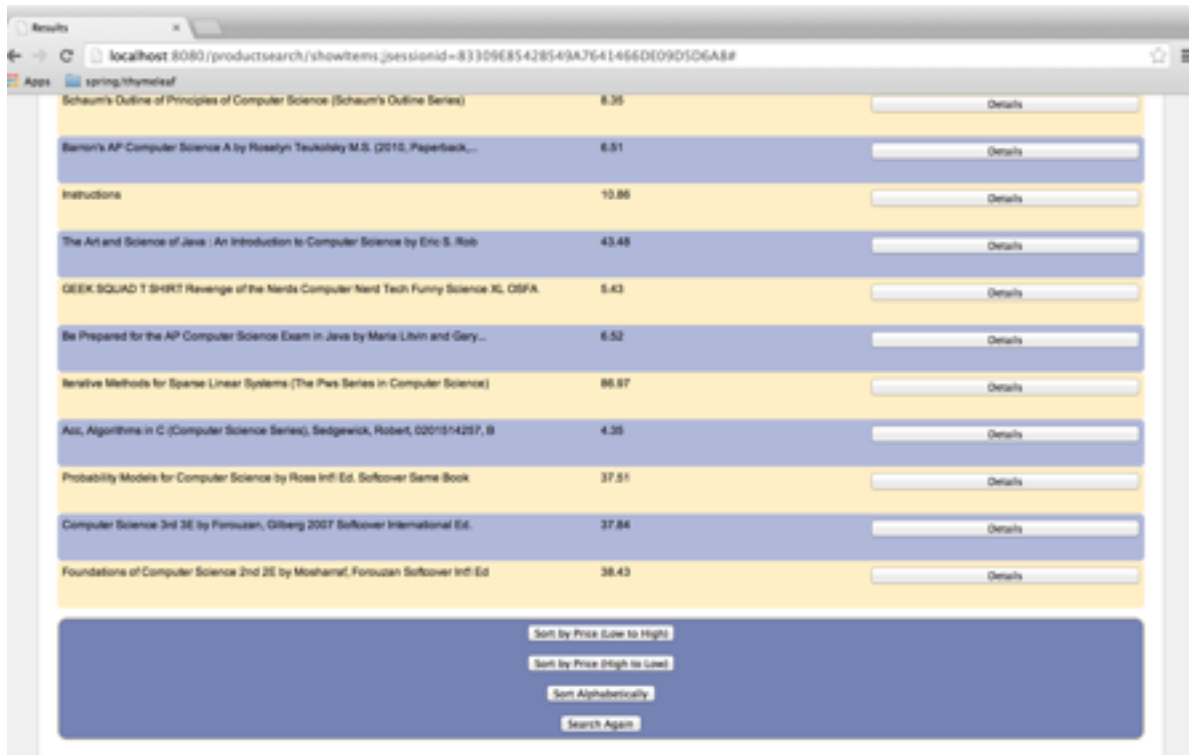 Results
localhost:8080/productsearch/showItems;jsessionid=83309E85428549A7641466DE09D5D6A8#
Apps spring/thymeleaf
Schaum's Outline of Principles of Computer Science (Schaum's Outline Series) 8.35 Details
Barron's AP Computer Science A by Roselyn Teukolsky M.S. (2010, Paperback,... 6.51 Details
Instructions 10.86 Details
The Art and Science of Java : An Introduction to Computer Science by Eric S. Rob 43.48 Details
GEEK SQUAD T SHIRT Revenge of the Nerds Computer Nerd Tech Funny Science XL OSFA 5.43 Details
Be Prepared for the AP Computer Science Exam in Java by Maria Litvin and Gary... 6.52 Details
Iterative Methods for Sparse Linear Systems (The Pws Series in Computer Science) 86.97 Details
Acc, Algorithms in C (Computer Science Series), Sedgewick, Robert, 0201514257, B 4.35 Details
Probability Models for Computer Science by Ross Int'l Ed. Softcover Same Book 37.51 Details
Computer Science 3rd 3E by Forouzan, Gilberg 2007 Softcover International Ed. 37.84 Details
Foundations of Computer Science 2nd 2E by Mosharraf, Forouzan Softcover Int'l Ed 38.43 Details
Sort by Price (Low to High)
Sort by Price (High to Low)
Sort Alphabetically
Search Again